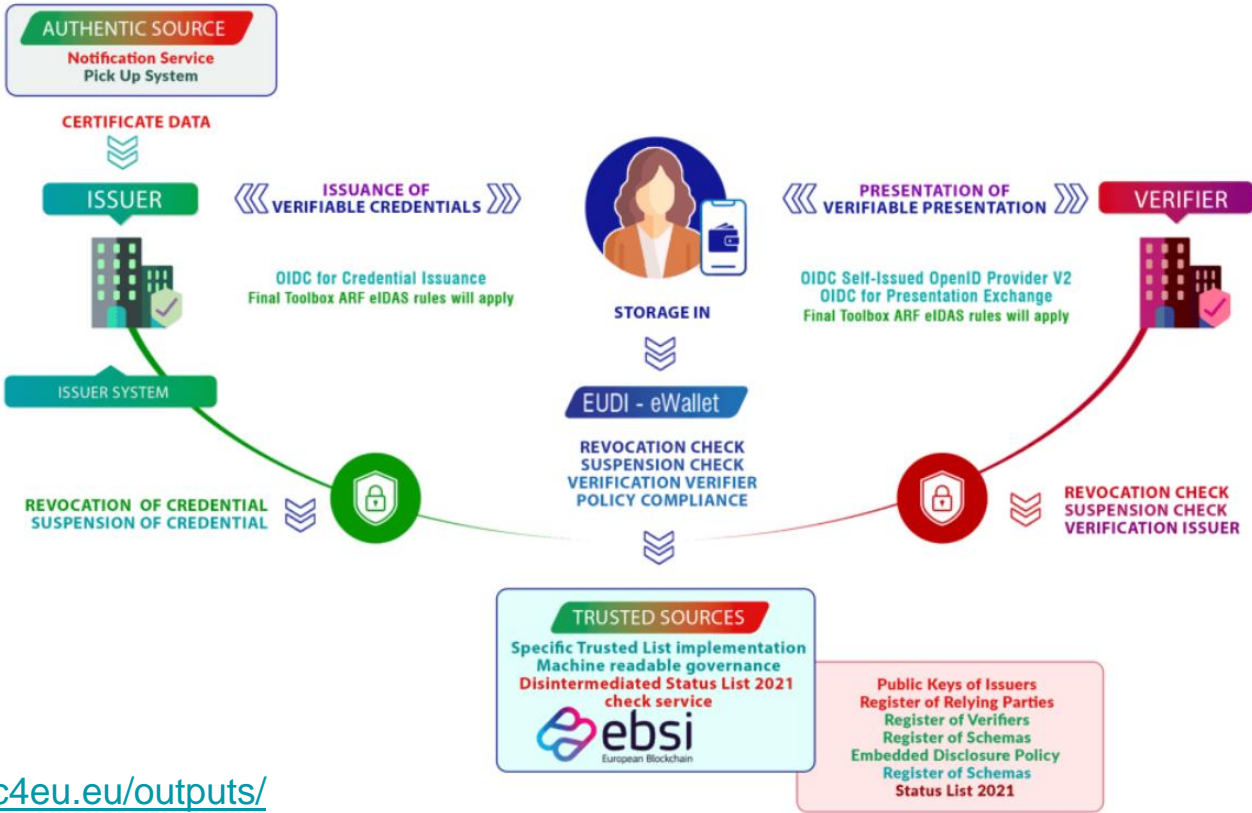 AUTHENTIC SOURCE
Notification Service
Pick Up System
CERTIFICATE DATA
ISSUER
ISSUANCE OF
VERIFIABLE CREDENTIALS
OIDC for Credential Issuance
Final Toolbox ARF eIDAS rules will apply
STORAGE IN
PRESENTATION OF
VERIFIABLE PRESENTATION
OIDC Self-Issued OpenID Provider V2
OIDC for Presentation Exchange
Final Toolbox ARF eIDAS rules will apply
VERIFIER
ISSUER SYSTEM
EUDI - eWallet
REVOCATION CHECK
SUSPENSION CHECK
VERIFICATION VERIFIER
POLICY COMPLIANCE
REVOCATION OF CREDENTIAL
SUSPENSION OF CREDENTIAL
REVOCATION CHECK
SUSPENSION CHECK
VERIFICATION ISSUER
TRUSTED SOURCES
Specific Trusted List implementation
Machine readable governance
Disintermediated Status List 2021
check service
ebsi
European Blockchain
Public Keys of Issuers
Register of Relying Parties
Register of Verifiers
Register of Schemas
Embedded Disclosure Policy
Register of Schemas
Status List 2021
c4eu.eu/outputs/